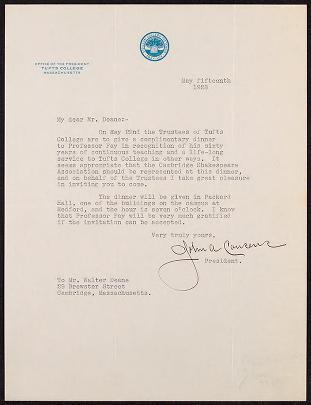 OFFICE OF THE PRESIDENT
TUFTS COLLEGE
MASSACHUSETTS
May fifteenth
1928
My dear Mr. Deane:-
On May 22nd the Trustees of Tufts
College are to give a complimentary dinner
to Professor Fay in recognition of his sixty
years of continuous teaching and a life-long
service to Tufts College in other ways. It
seems appropriate that the Cambridge Shakespeare
Association should be represented at this dinner,
and on behalf of the Trustees I take great pleasure
in inviting you to come.
The dinner will be given in Packard
Hall, one of the buildings on the campus at
Medford, and the hour is seven o'clock. I know
that Professor Fay will be very much gratified
if the invitation can be accepted.
Very truly yours,
John A Cousens
President.
To Mr. Walter Deane
29 Brewster Street
Cambridge, Massachusetts.